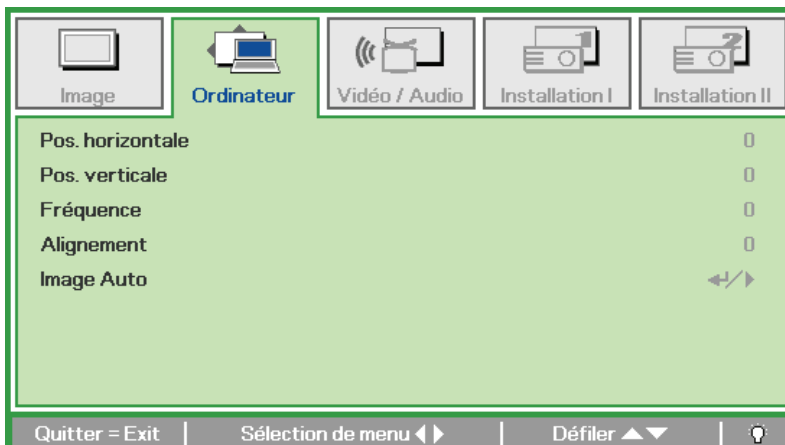 Image
Ordinateur
Vidéo / Audio
Installation I
Installation II
Pos. horizontale 0
Pos. verticale 0
Fréquence 0
Alignement 0
Image Auto ↵/▶
Quitter = Exit | Sélection de menu ◀ ▶ | Défiler ▲▼ |